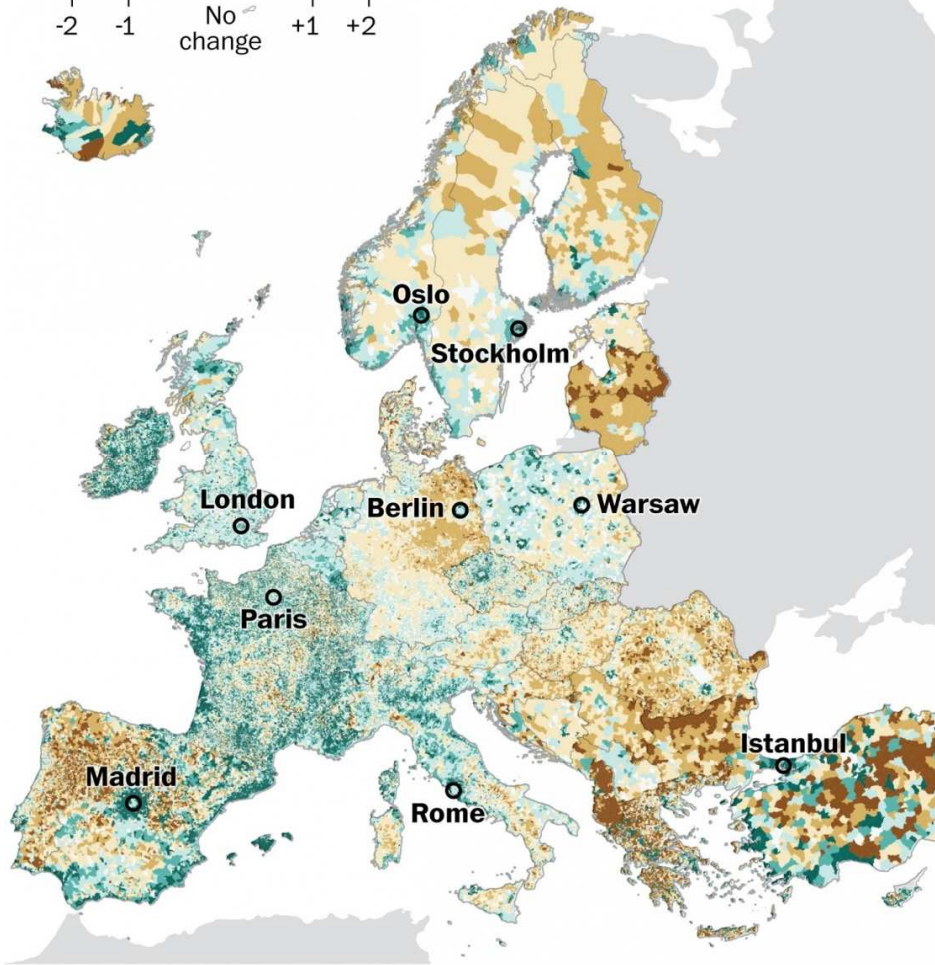 -2 -1 No change +1 +2
Oslo
Stockholm
London
Berlin
Warsaw
Paris
Istanbul
Madrid
Rome